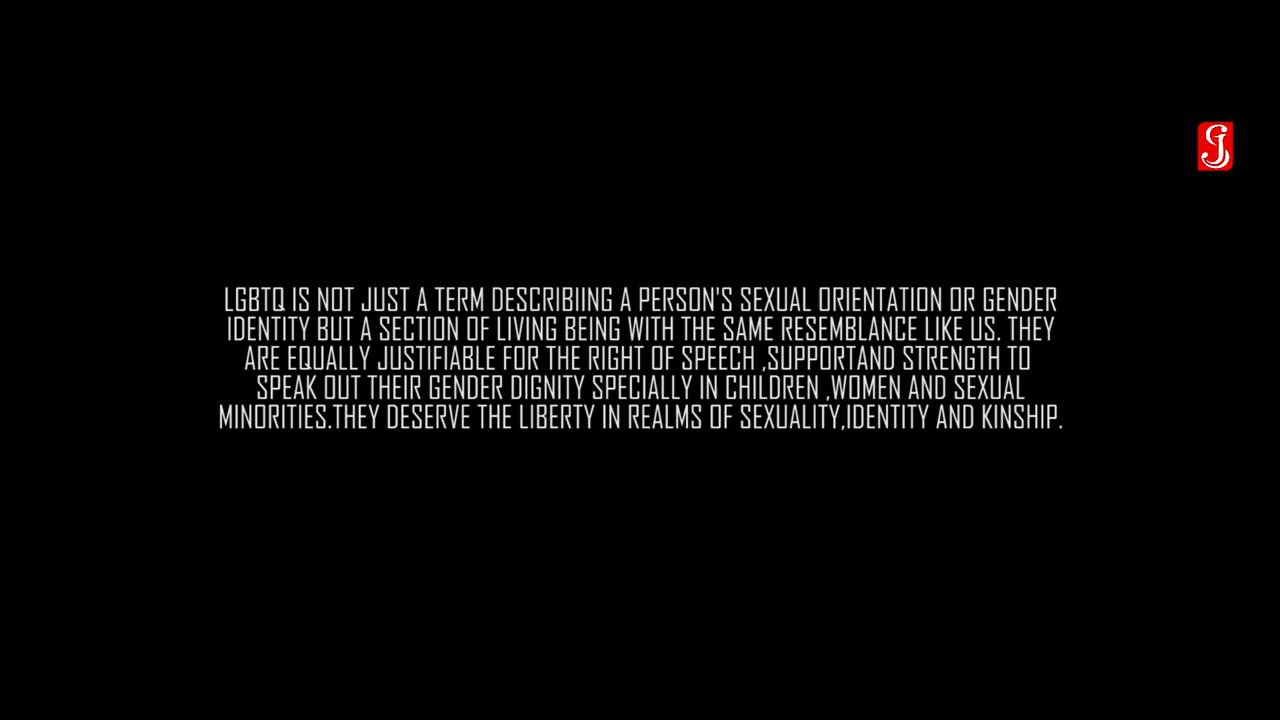 LGBTQ IS NOT JUST A TERM DESCRIBIING A PERSON'S SEXUAL ORIENTATION OR GENDER
IDENTITY BUT A SECTION OF LIVING BEING WITH THE SAME RESEMBLANCE LIKE US. THEY
ARE EQUALLY JUSTIFIABLE FOR THE RIGHT OF SPEECH ,SUPPORTAND STRENGTH TO
SPEAK OUT THEIR GENDER DIGNITY SPECIALLY IN CHILDREN ,WOMEN AND SEXUAL
MINORITIES.THEY DESERVE THE LIBERTY IN REALMS OF SEXUALITY,IDENTITY AND KINSHIP.